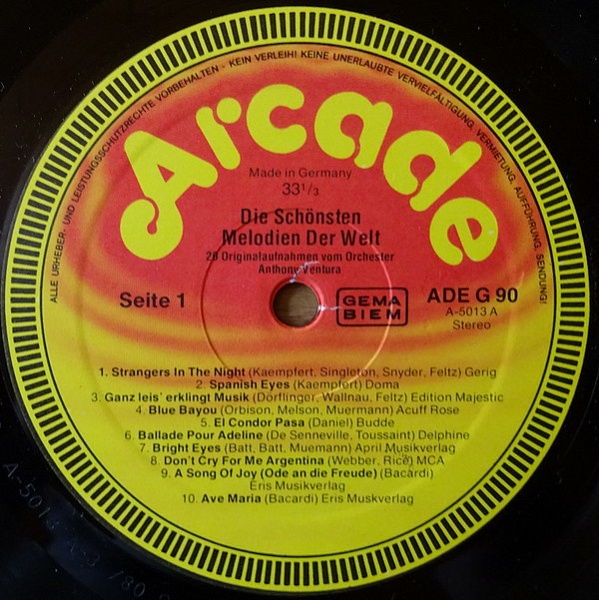 ALLE URHEBER- UND LEISTUNGSSCHUTZRECHTE VORBEHALTEN - KEIN VERLEIH! KEINE UNERLAUBTE VERVIELFÄLTIGUNG, VERMIETUNG, AUFFÜHRUNG, SENDUNG!
Arcade
Made in Germany
33 1/3
Die Schönsten
Melodien Der Welt
20 Originalaufnahmen vom Orchester
Anthony Ventura
Seite 1
GEMA
BIEM
ADE G 90
A-5013 A
Stereo
1. Strangers In The Night (Kaempfert, Singleton, Snyder, Feltz) Gerig
2. Spanish Eyes (Kaempfert) Doma
3. Ganz leis' erklingt Musik (Dörflinger, Wallnau, Feltz) Edition Majestic
4. Blue Bayou (Orbison, Melson, Muermann) Acuff Rose
5. El Condor Pasa (Daniel) Budde
6. Ballade Pour Adeline (De Senneville, Toussaint) Delphine
7. Bright Eyes (Batt, Batt, Muemann) April Musikverlag
8. Don't Cry For Me Argentina (Webber, Rice) MCA
9. A Song Of Joy (Ode an die Freude) (Bacardi)
Eris Musikverlag
10. Ave Maria (Bacardi) Eris Muskverlag